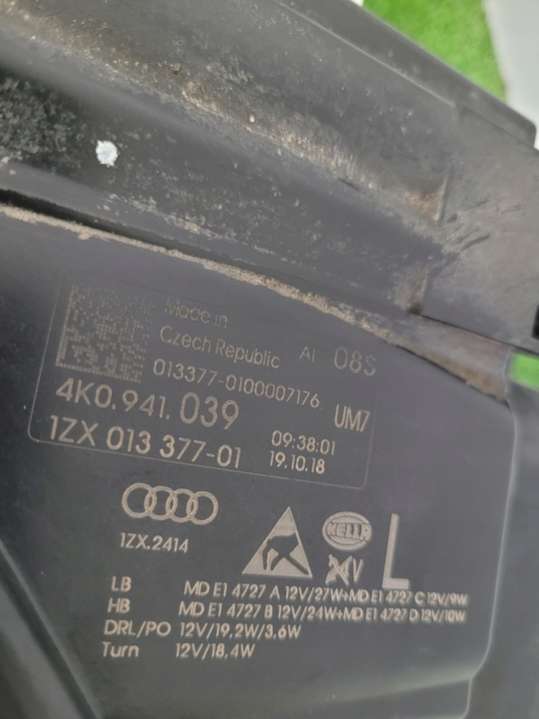 Made in
Czech Republic AI 08S
013377-0100007176
4K0.941.039 UM7
1ZX 013 377-01 09:38:01
19.10.18
1ZX.2414
HELLA
12V
L
LB MD E1 4727 A 12V/27W+MD E1 4727 C 12V/9W
HB MD E1 4727 B 12V/24W+MD E1 4727 D 12V/10W
DRL/PO 12V/19,2W/3,6W
Turn 12V/18,4W